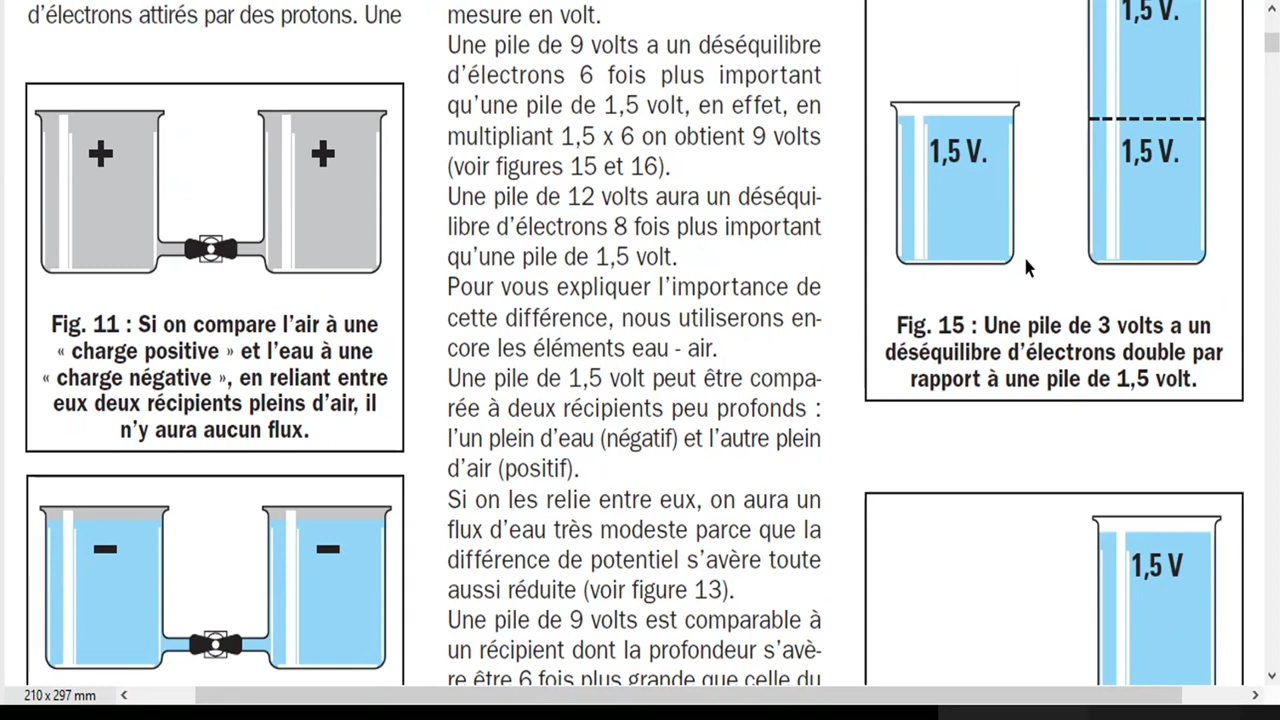 d'électrons attirés par des protons. Une
+
+
Fig. 11 : Si on compare l'air à une
« charge positive » et l'eau à une
« charge négative », en reliant entre
eux deux récipients pleins d'air, il
n'y aura aucun flux.
-
-
mesure en volt.
Une pile de 9 volts a un déséquilibre
d'électrons 6 fois plus important
qu'une pile de 1,5 volt, en effet, en
multipliant 1,5 x 6 on obtient 9 volts
(voir figures 15 et 16).
Une pile de 12 volts aura un déséqui-
libre d'électrons 8 fois plus important
qu'une pile de 1,5 volt.
Pour vous expliquer l'importance de
cette différence, nous utiliserons en-
core les éléments eau - air.
Une pile de 1,5 volt peut être compa-
rée à deux récipients peu profonds :
l'un plein d'eau (négatif) et l'autre plein
d'air (positif).
Si on les relie entre eux, on aura un
flux d'eau très modeste parce que la
différence de potentiel s'avère toute
aussi réduite (voir figure 13).
Une pile de 9 volts est comparable à
un récipient dont la profondeur s'avè-
re être 6 fois plus grande que celle du
1,5 V.
1,5 V.
1,5 V.
Fig. 15 : Une pile de 3 volts a un
déséquilibre d'électrons double par
rapport à une pile de 1,5 volt.
1,5 V
210 x 297 mm